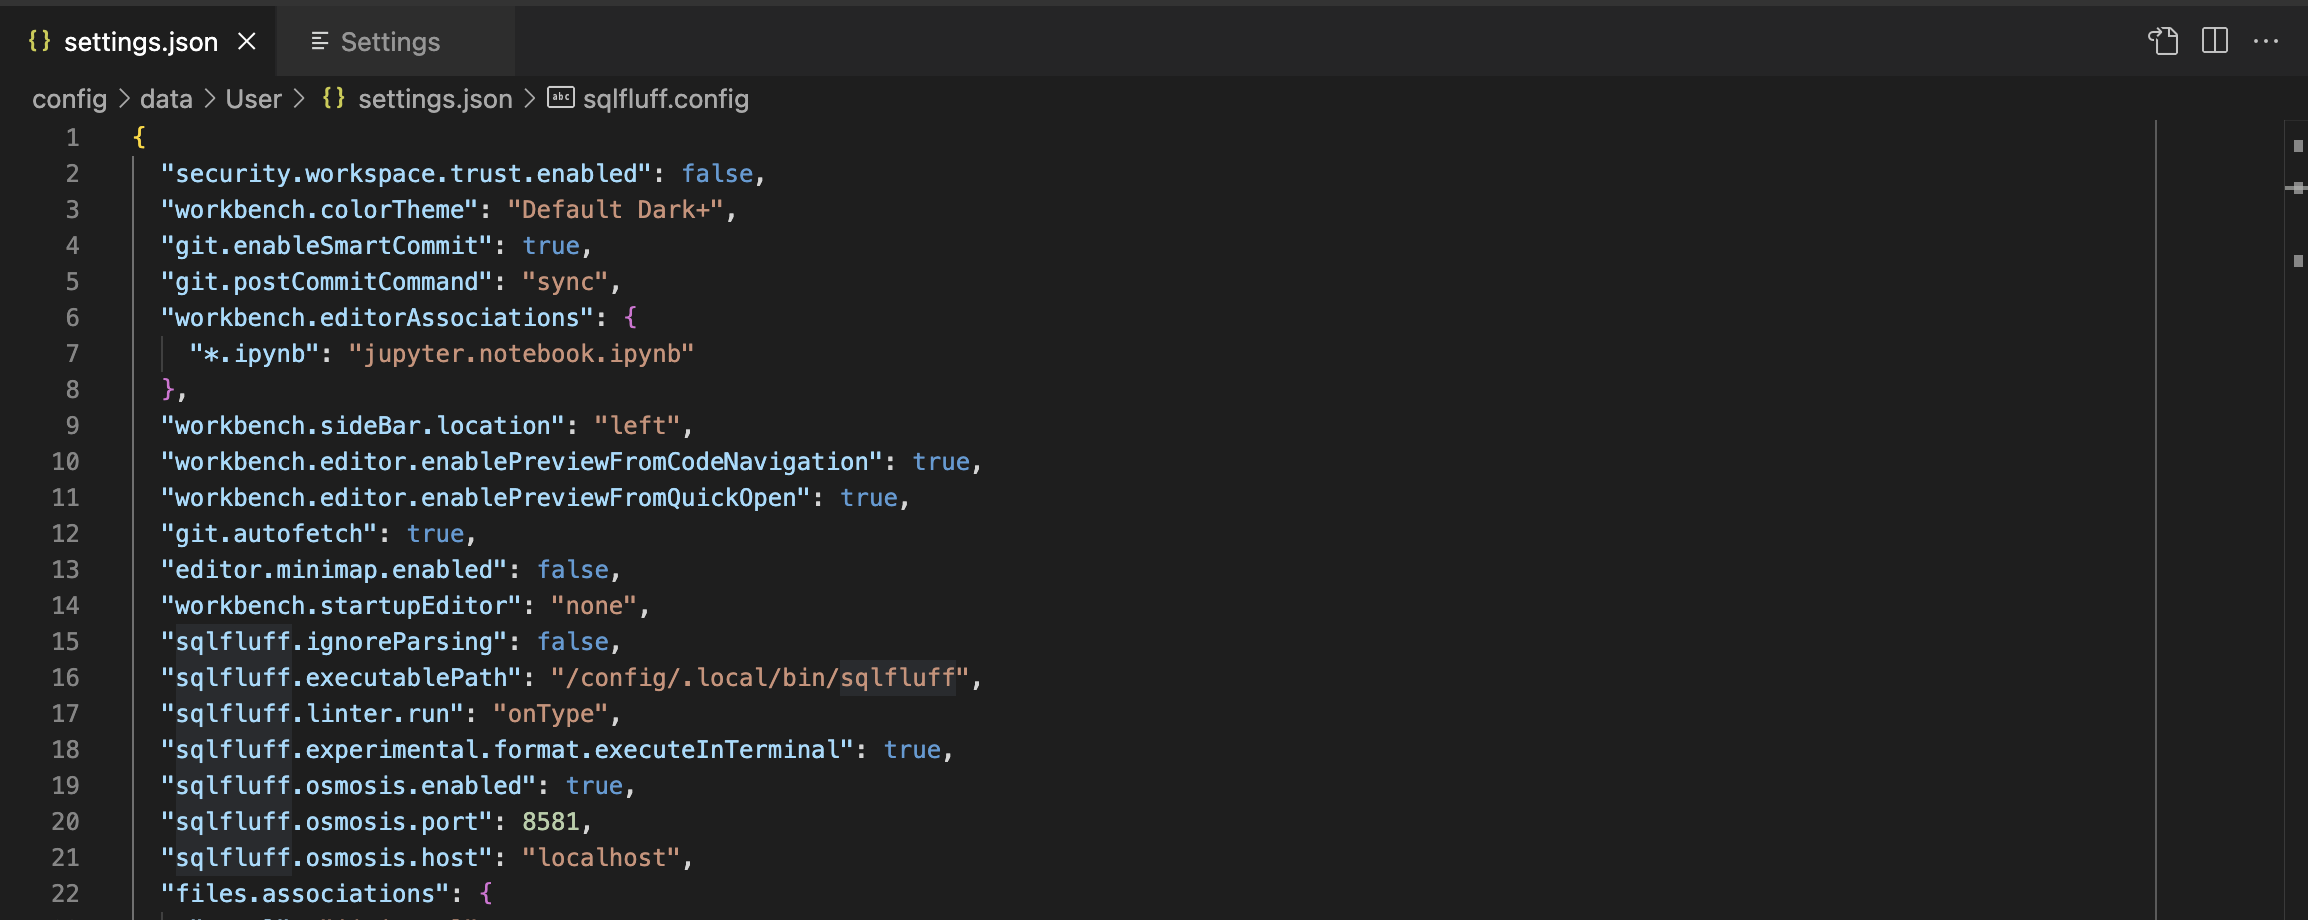 settings.json
Settings
config > data > User > {} settings.json > abc sqlfluff.config
1 {
2 "security.workspace.trust.enabled": false,
3 "workbench.colorTheme": "Default Dark+",
4 "git.enableSmartCommit": true,
5 "git.postCommitCommand": "sync",
6 "workbench.editorAssociations": {
7 "*.ipynb": "jupyter.notebook.ipynb"
8 },
9 "workbench.sideBar.location": "left",
10 "workbench.editor.enablePreviewFromCodeNavigation": true,
11 "workbench.editor.enablePreviewFromQuickOpen": true,
12 "git.autofetch": true,
13 "editor.minimap.enabled": false,
14 "workbench.startupEditor": "none",
15 "sqlfluff.ignoreParsing": false,
16 "sqlfluff.executablePath": "/config/.local/bin/sqlfluff",
17 "sqlfluff.linter.run": "onType",
18 "sqlfluff.experimental.format.executeInTerminal": true,
19 "sqlfluff.osmosis.enabled": true,
20 "sqlfluff.osmosis.port": 8581,
21 "sqlfluff.osmosis.host": "localhost",
22 "files.associations": {